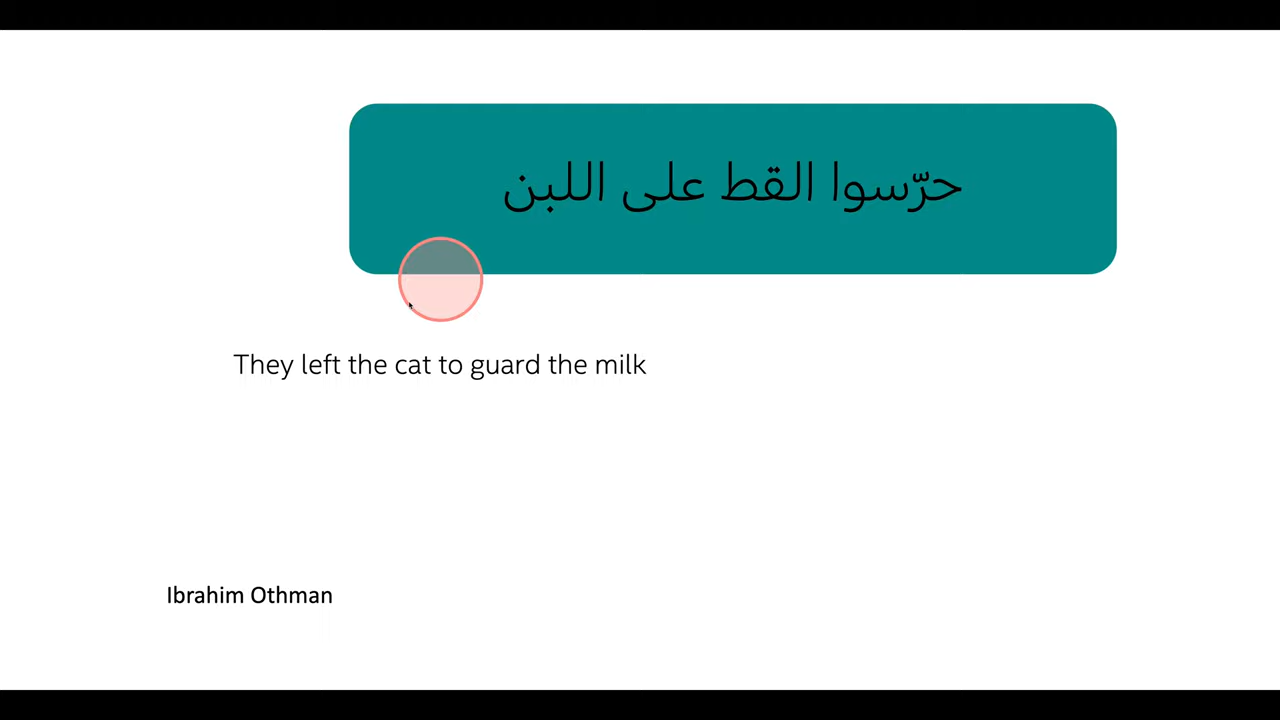 حرّسوا القط على اللبن
They left the cat to guard the milk
Ibrahim Othman